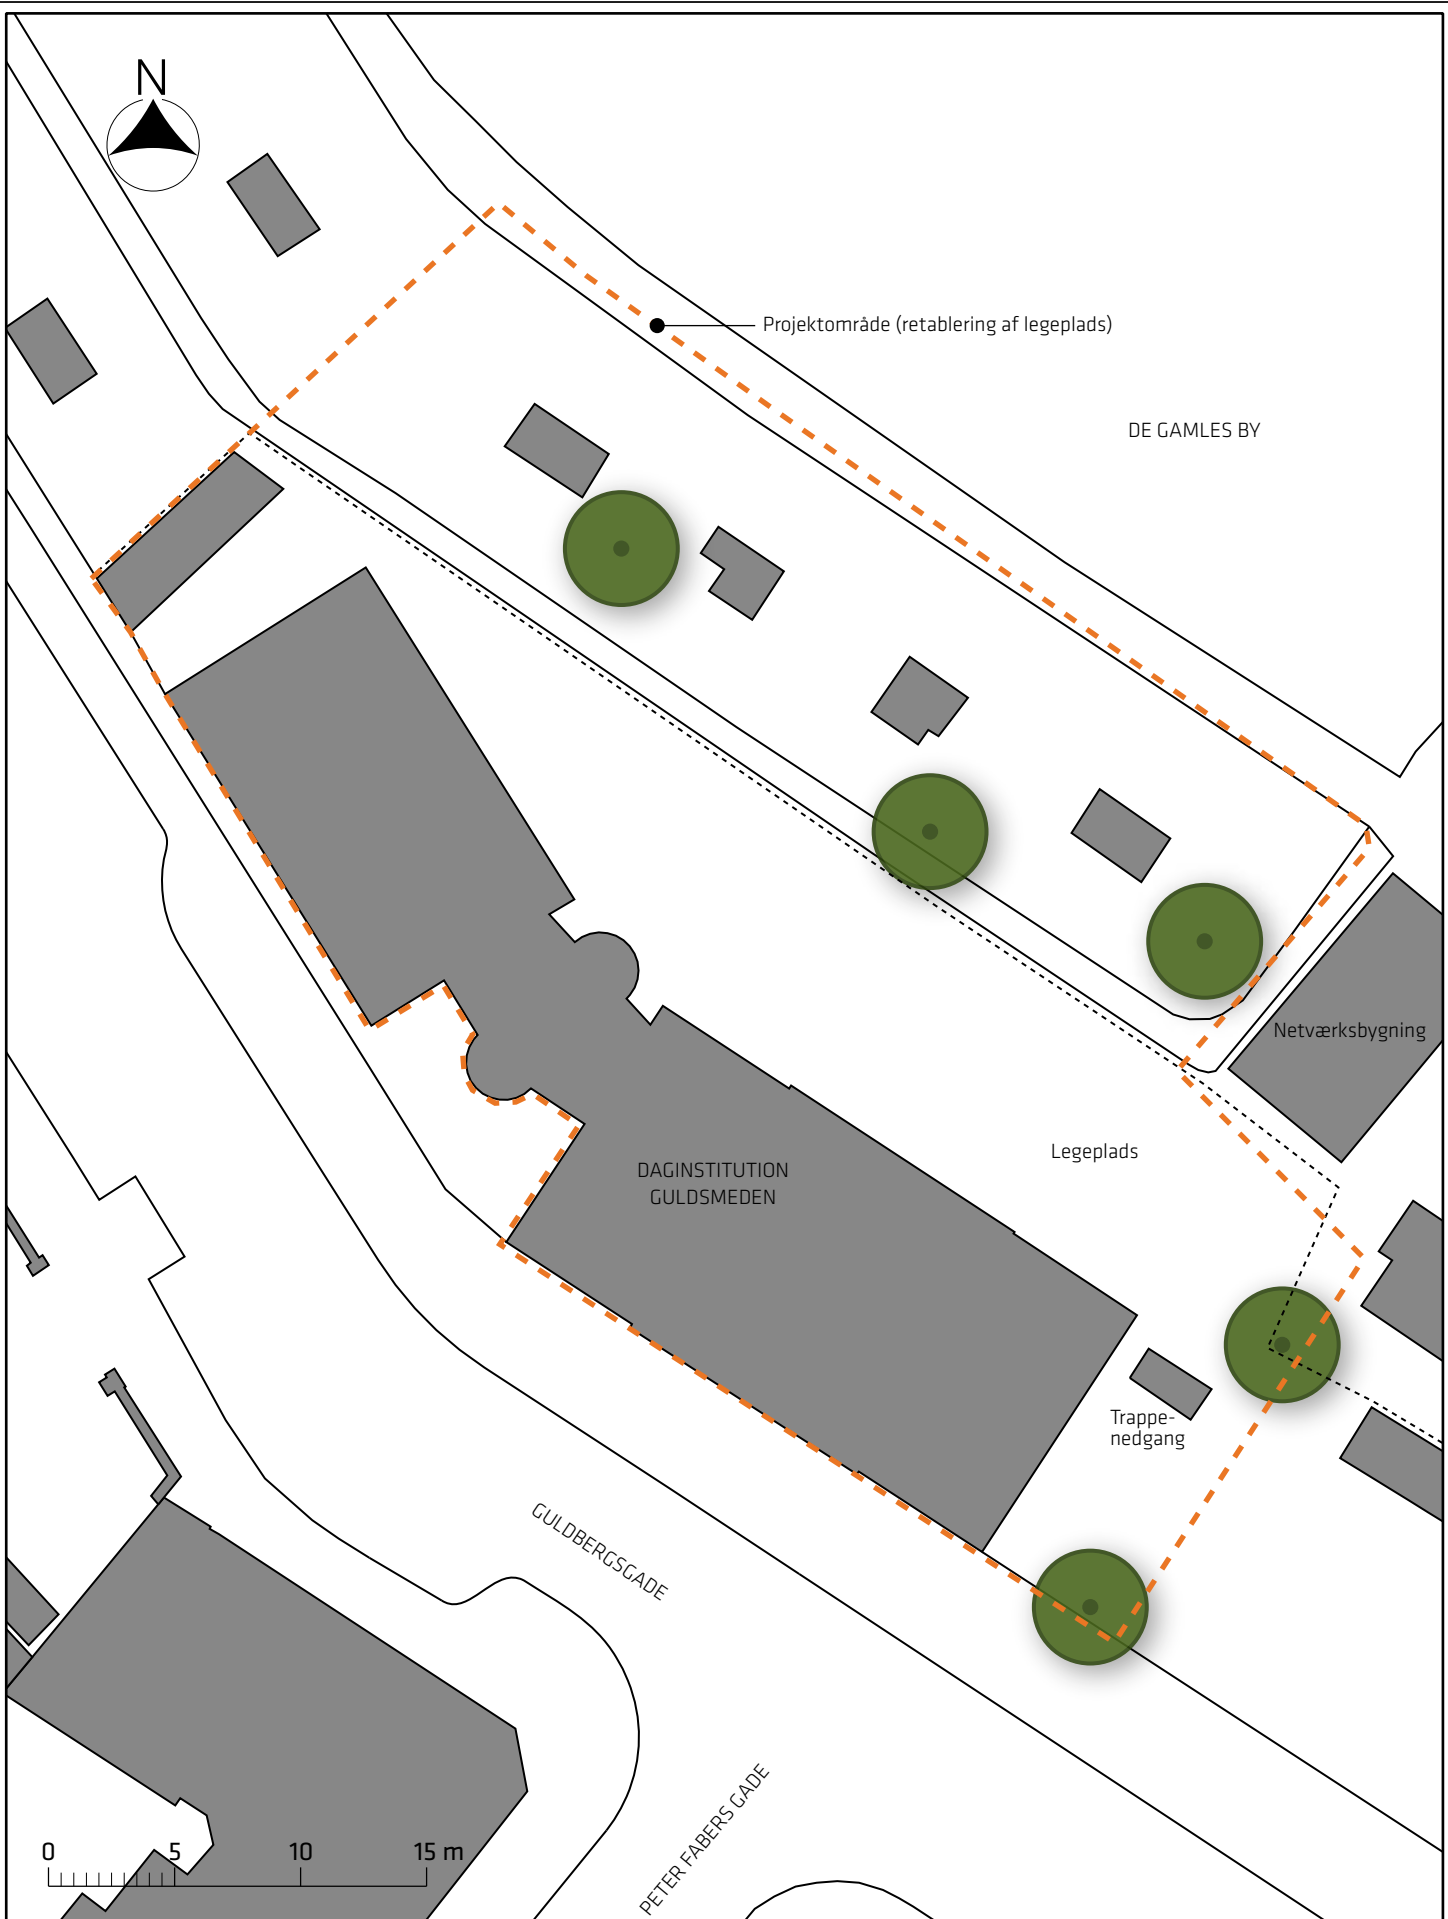 N
Projektområde (retablering af legeplads)
DE GAMLES BY
Netværksbygning
Legeplads
DAGINSTITUTION
GULDSMEDEN
Trappe-
nedgang
GULDBERGSGADE
PETER FABERS GADE
0 5 10 15 m